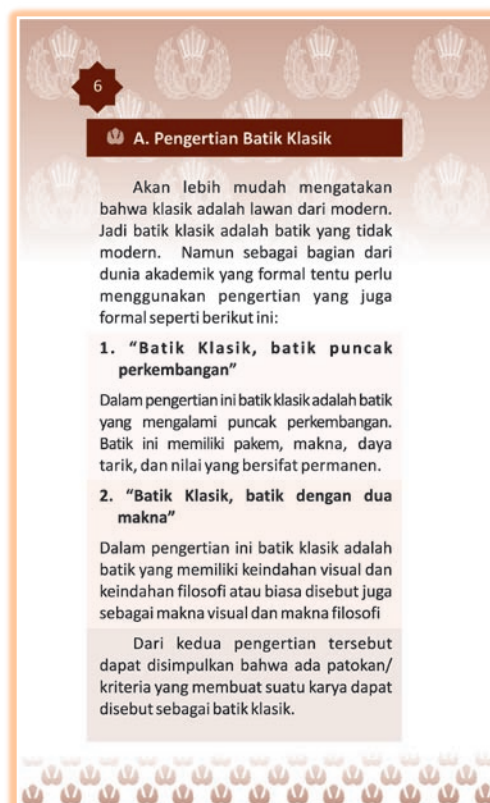 6
A. Pengertian Batik Klasik
Akan lebih mudah mengatakan
bahwa klasik adalah lawan dari modern.
Jadi batik klasik adalah batik yang tidak
modern. Namun sebagai bagian dari
dunia akademik yang formal tentu perlu
menggunakan pengertian yang juga
formal seperti berikut ini:
1. “Batik Klasik, batik puncak
perkembangan”
Dalam pengertian ini batik klasik adalah batik
yang mengalami puncak perkembangan.
Batik ini memiliki pakem, makna, daya
tarik, dan nilai yang bersifat permanen.
2. “Batik Klasik, batik dengan dua
makna”
Dalam pengertian ini batik klasik adalah
batik yang memiliki keindahan visual dan
keindahan filosofi atau biasa disebut juga
sebagai makna visual dan makna filosofi
Dari kedua pengertian tersebut
dapat disimpulkan bahwa ada patokan/
kriteria yang membuat suatu karya dapat
disebut sebagai batik klasik.